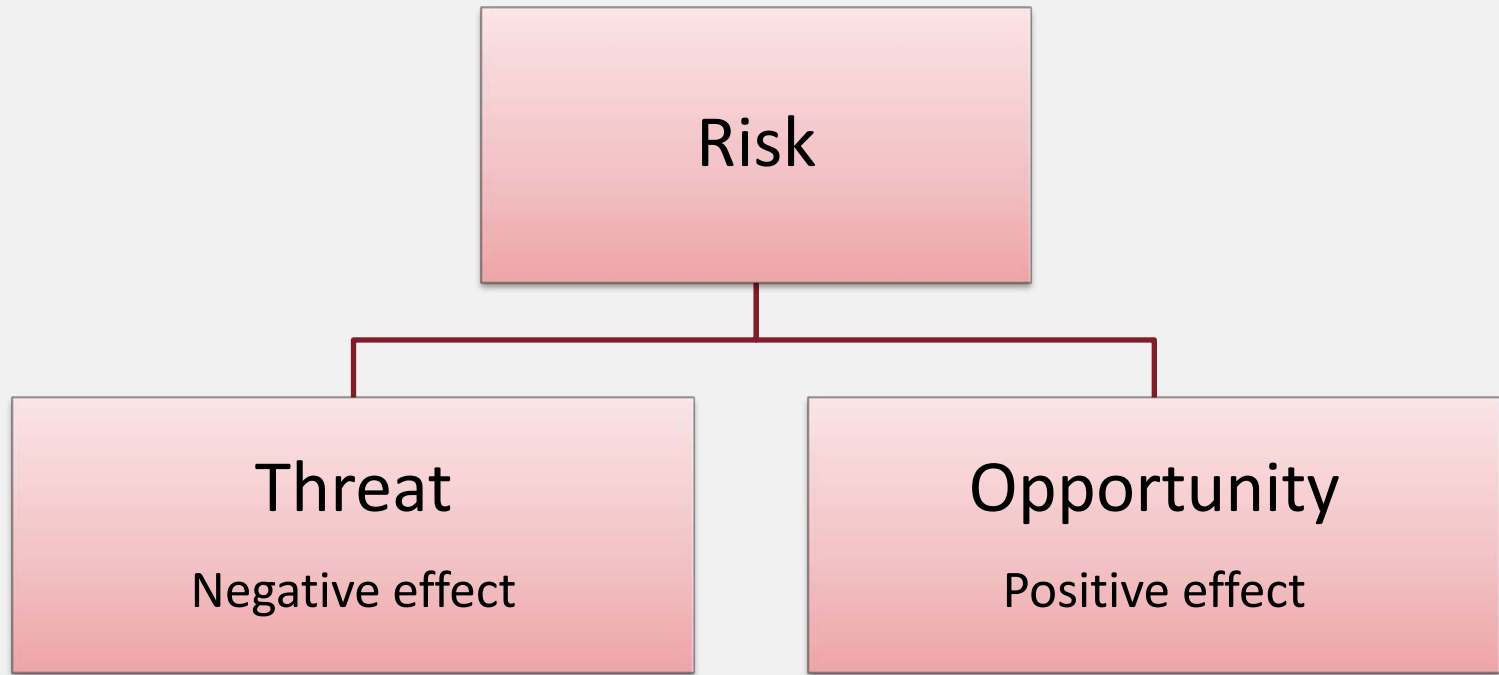 Risk
Threat
Negative effect
Opportunity
Positive effect